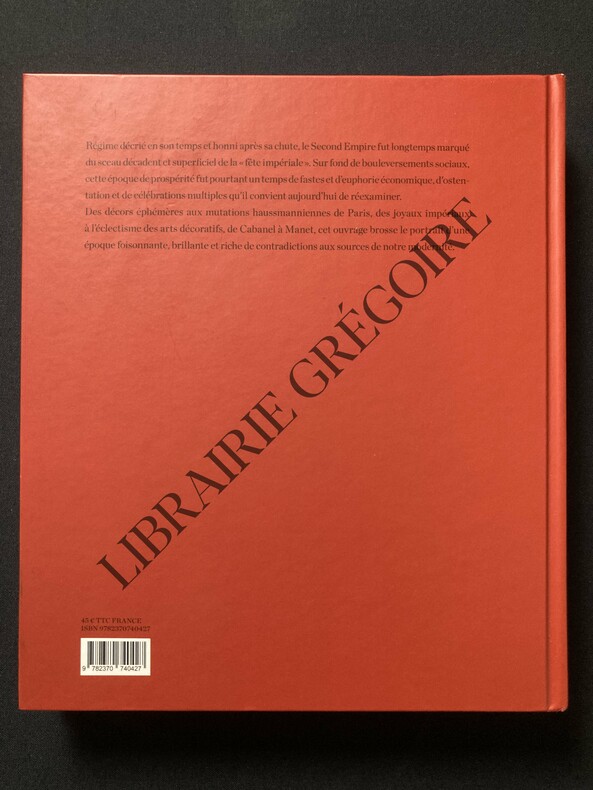 Régime décrié en son temps et honni après sa chute, le Second Empire fut longtemps marqué
du sceau décadent et superficiel de la « fête impériale ». Sur fond de bouleversements sociaux,
cette époque de prospérité fut pourtant un temps de fastes et d'euphorie économique, d'osten-
tation et de célébrations multiples qu'il convient aujourd'hui de réexaminer.
Des décors éphémères aux mutations haussmanniennes de Paris, des joyaux impériaux
à l'éclectisme des arts décoratifs, de Cabanel à Manet, cet ouvrage brosse le portrait d'une
époque foisonnante, brillante et riche de contradictions aux sources de notre modernité.
LIBRAIRIE GRÉGOIRE
45 € TTC FRANCE
ISBN 9782370740427
9 782370 740427